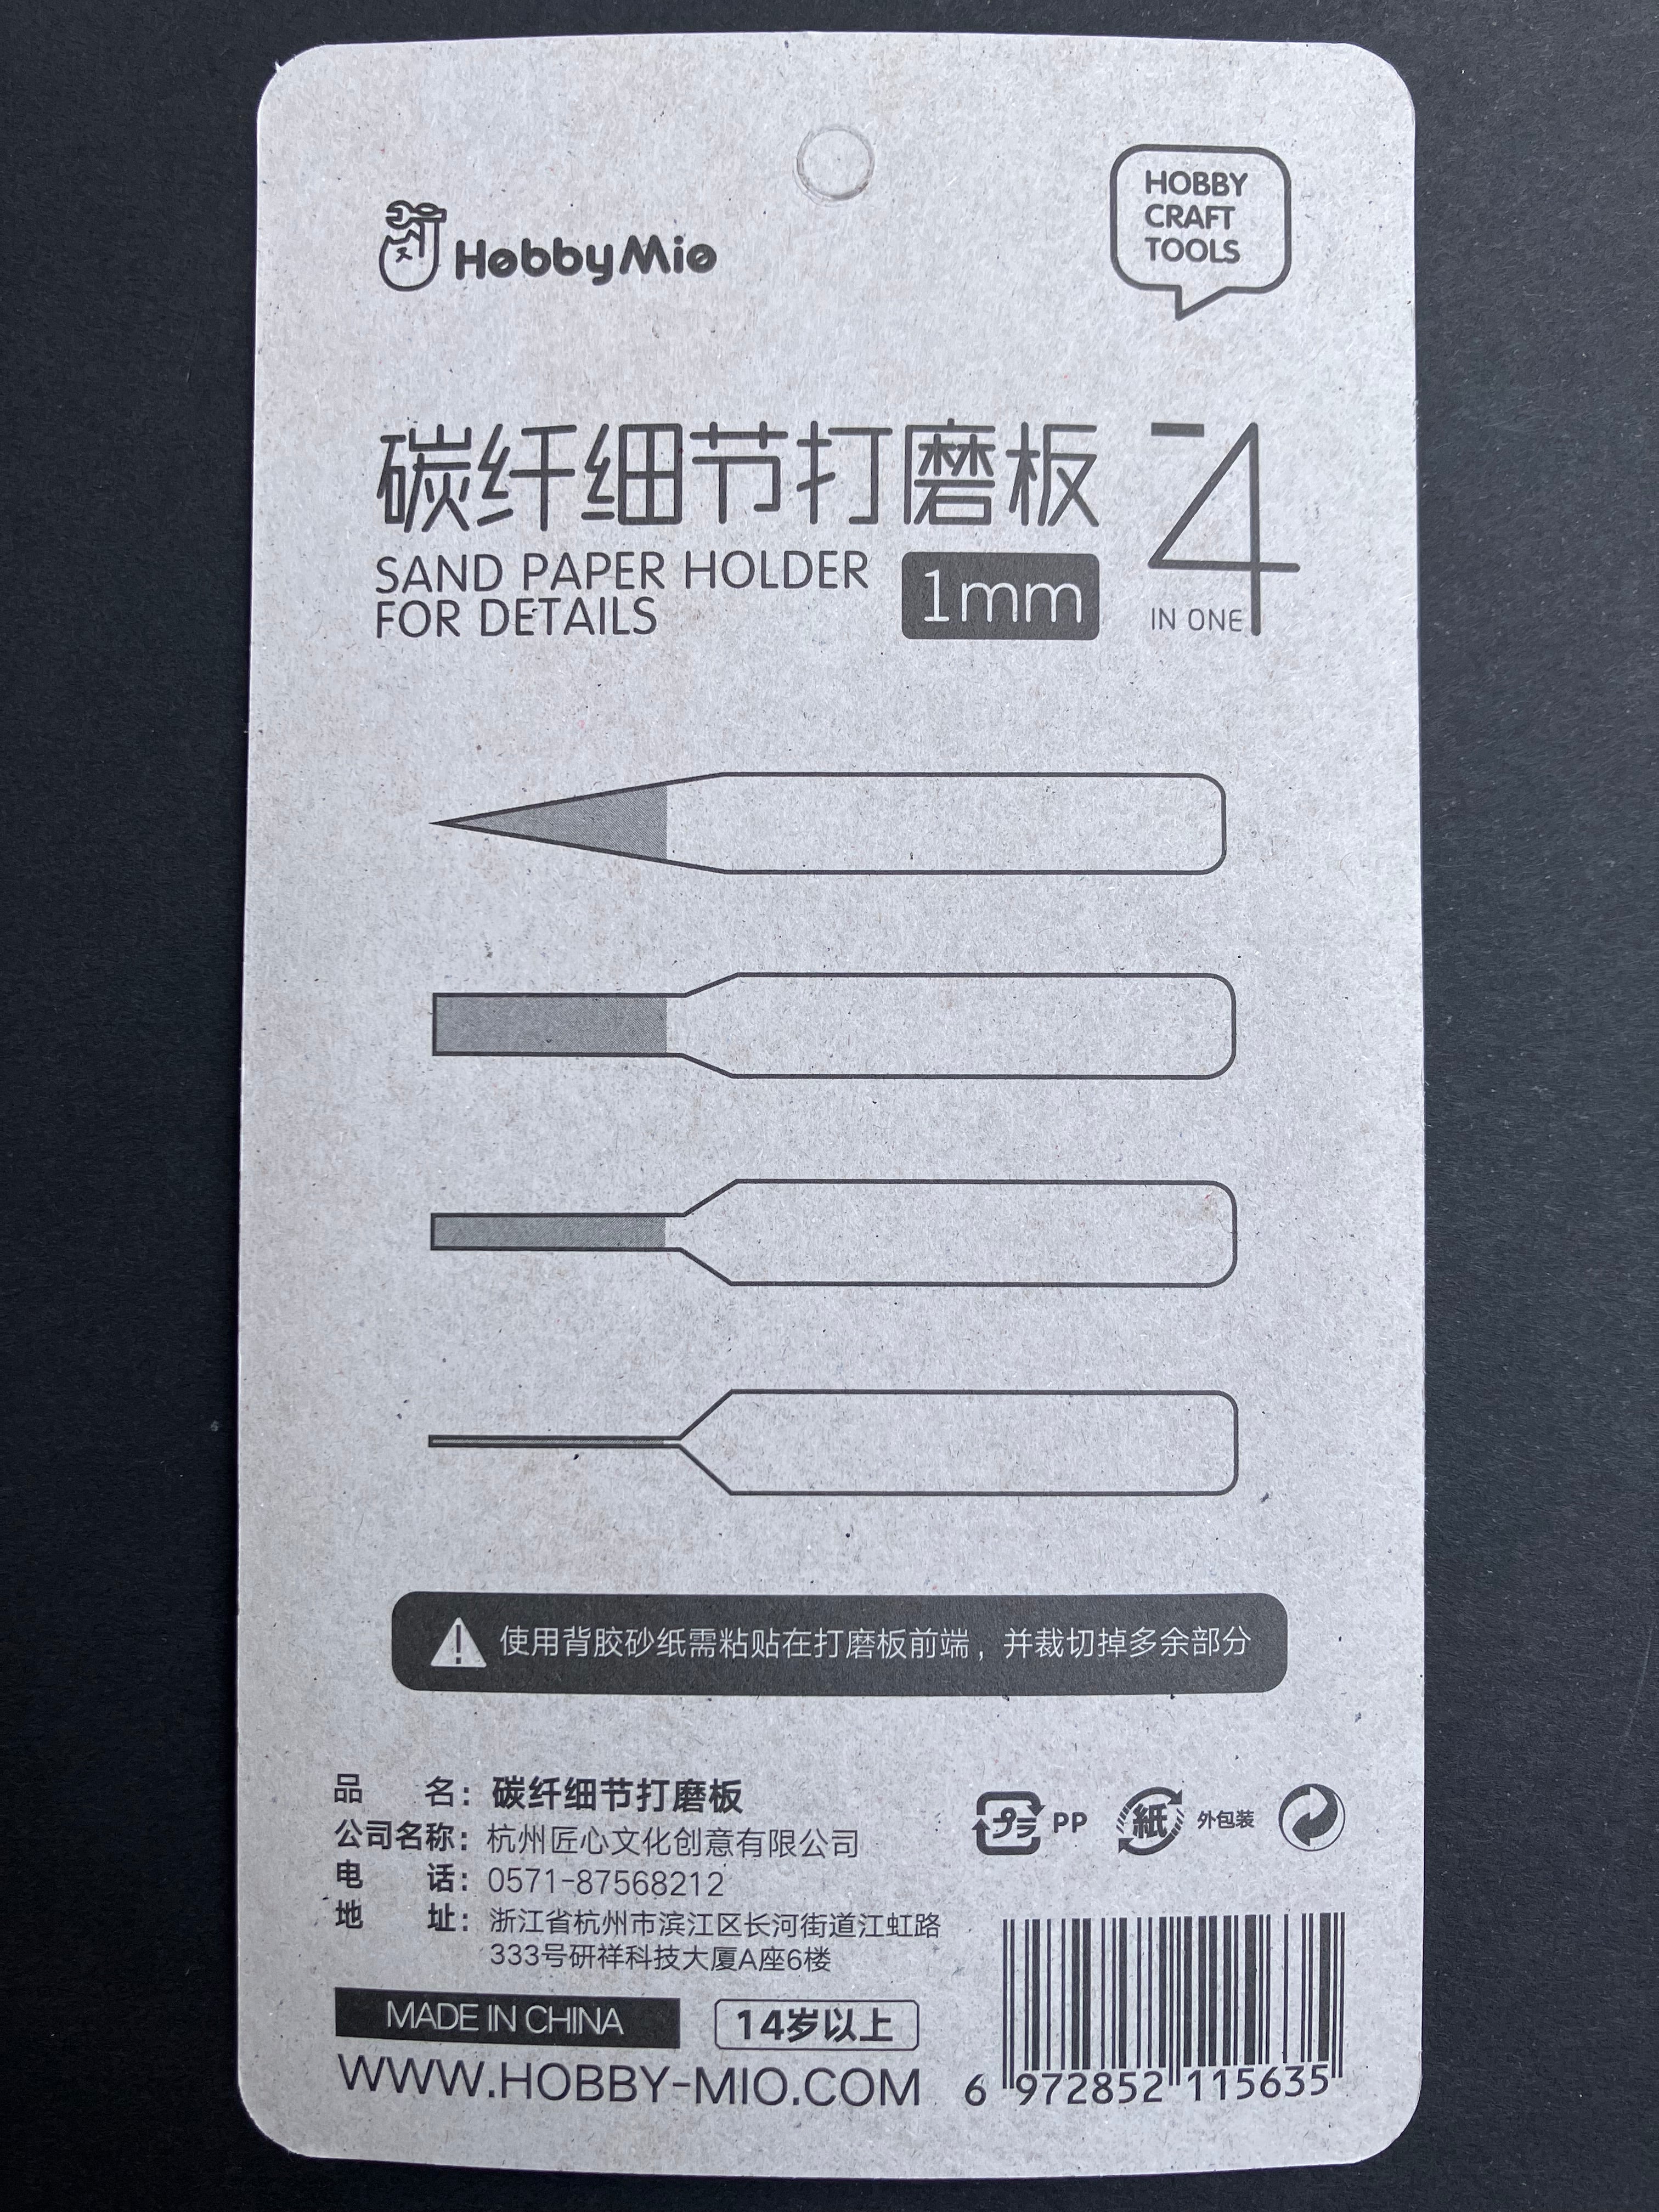 HobbyMio
HOBBY
CRAFT
TOOLS
碳纤细节打磨板
SAND PAPER HOLDER
FOR DETAILS
1mm
4
IN ONE
使用背胶砂纸需粘贴在打磨板前端，并裁切掉多余部分
品 名：碳纤细节打磨板
公司名称：杭州匠心文化创意有限公司
电 话：0571-87568212
地 址：浙江省杭州市滨江区长河街道江虹路
333号研祥科技大厦A座6楼
プラ PP
紙 外包装
MADE IN CHINA
14岁以上
WWW.HOBBY-MIO.COM
6 972852 115635